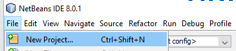 NetBeans IDE 8.0.1
File Edit View Navigate Source Refactor Run Debug Profile
New Project... Ctrl+Shift+N t config>